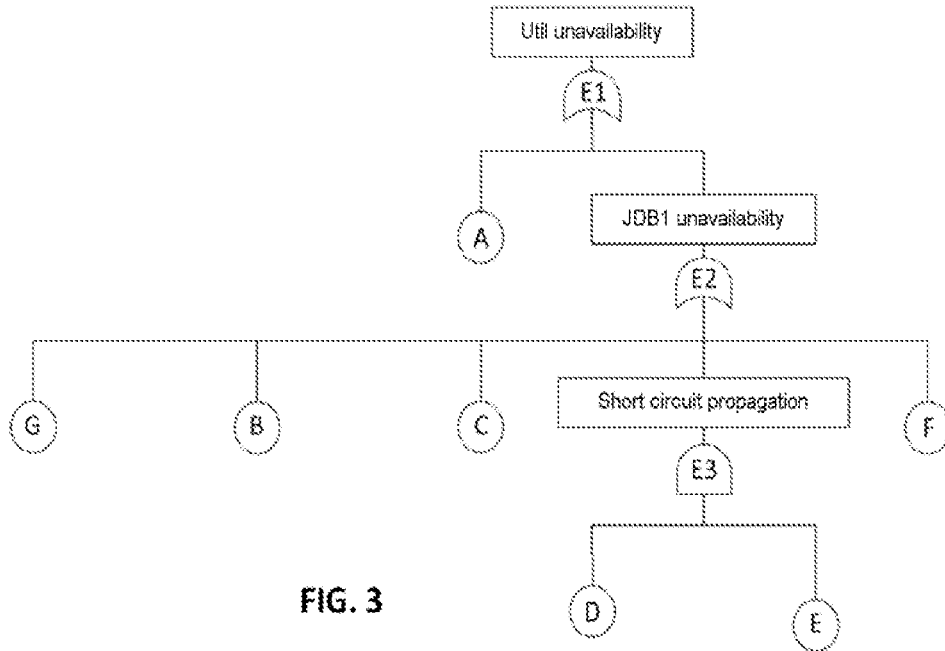 Util unavailability
E1
A
JDB1 unavailability
E2
G
B
C
Short circuit propagation
F
E3
D
E
FIG. 3